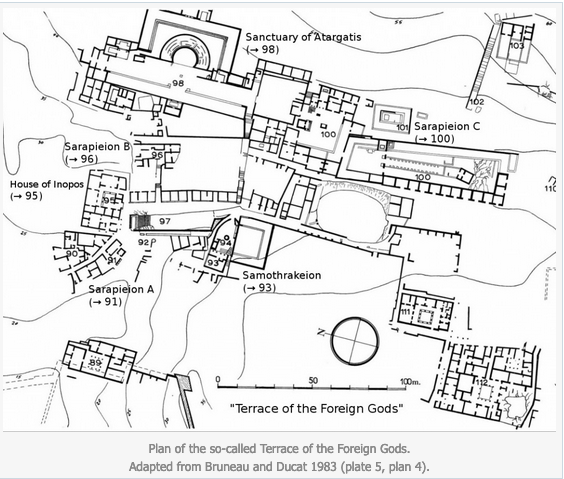 55
103
Sanctuary of Atargatis
(→ 98)
98
102
101
Sarapieion C
(→ 100)
100
100
Sarapieion B
(→ 96)
96
House of Inopos
(→ 95)
95
110
97
92
94
93
90
91
Samothrakeion
(→ 93)
Sarapieion A
(→ 91)
111
N
89
112
0 50 100m.
"Terrace of the Foreign Gods"
Plan of the so-called Terrace of the Foreign Gods.
Adapted from Bruneau and Ducat 1983 (plate 5, plan 4).